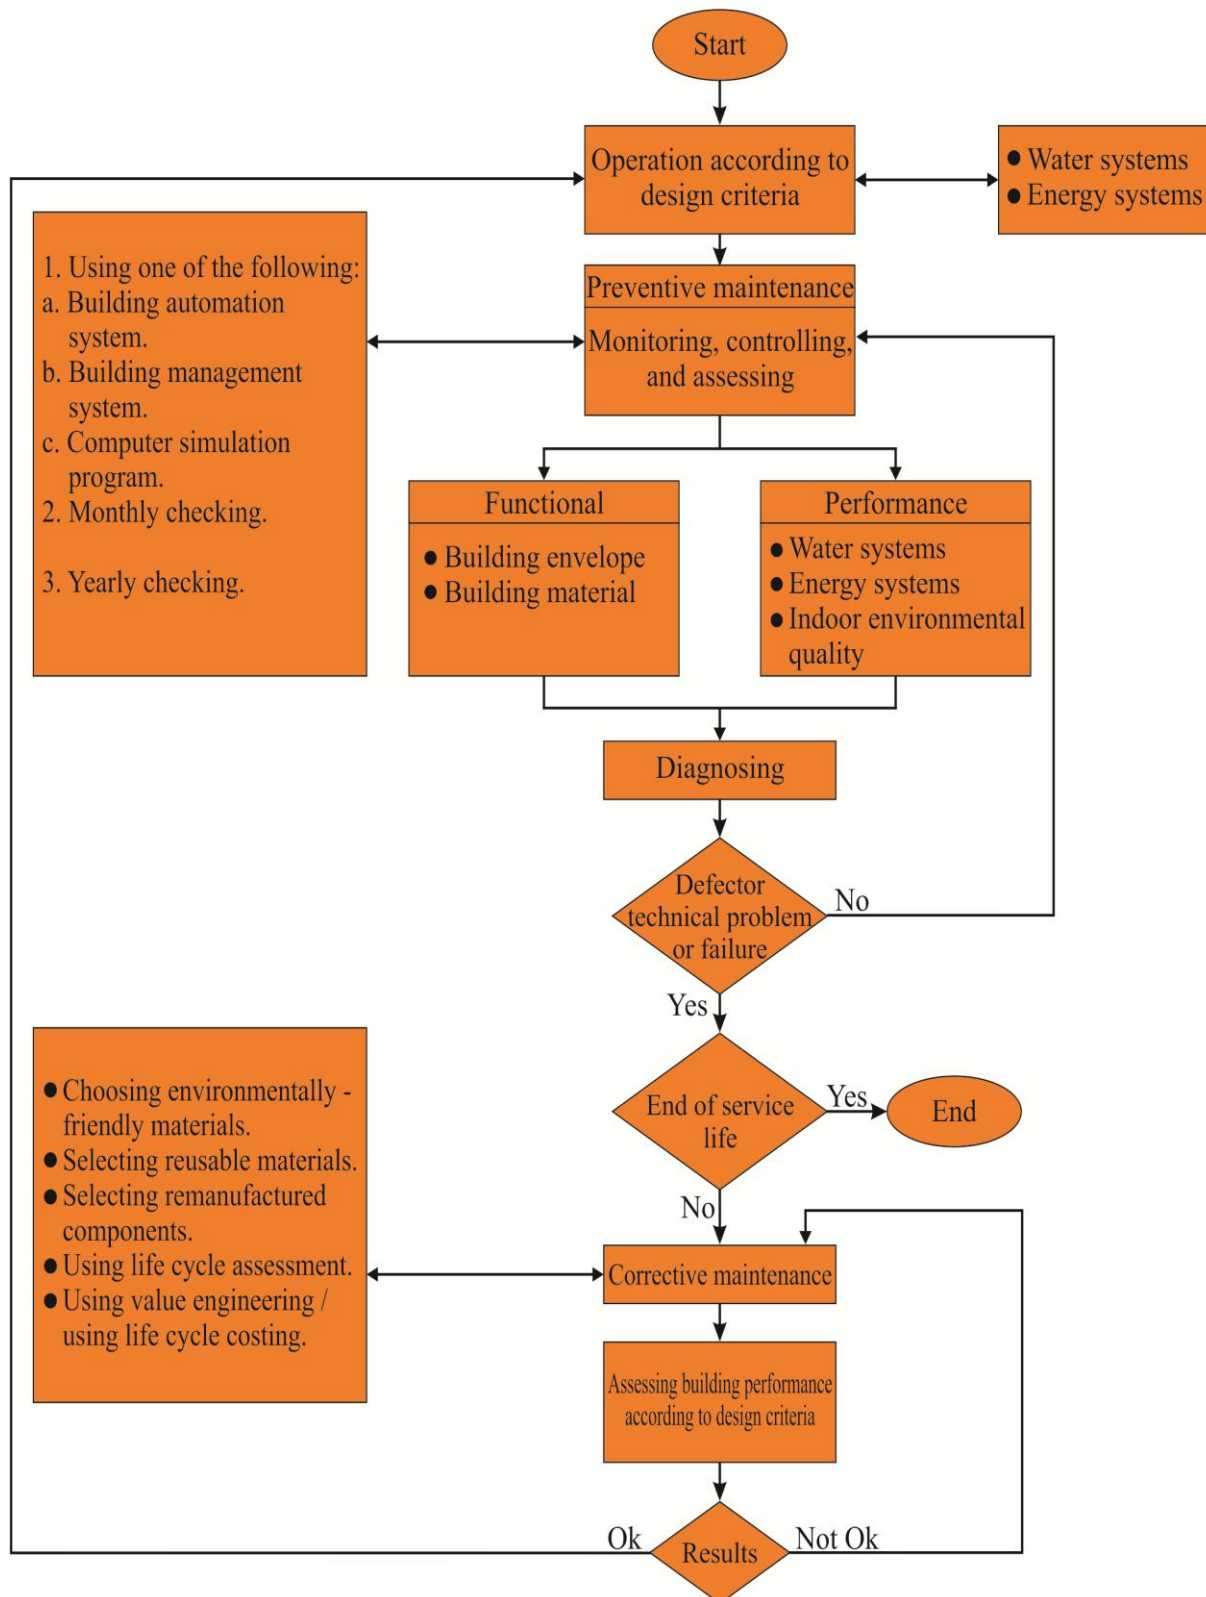 Start
Operation according to
design criteria
● Water systems
● Energy systems
1. Using one of the following:
a. Building automation
system.
b. Building management
system.
c. Computer simulation
program.
2. Monthly checking.
3. Yearly checking.
Preventive maintenance
Monitoring, controlling,
and assessing
Functional
● Building envelope
● Building material
Performance
● Water systems
● Energy systems
● Indoor environmental
quality
Diagnosing
Defector
technical problem
or failure
No
Yes
End of service
life
Yes
End
No
● Choosing environmentally -
friendly materials.
● Selecting reusable materials.
● Selecting remanufactured
components.
● Using life cycle assessment.
● Using value engineering /
using life cycle costing.
Corrective maintenance
Assessing building performance
according to design criteria
Ok
Results
Not Ok